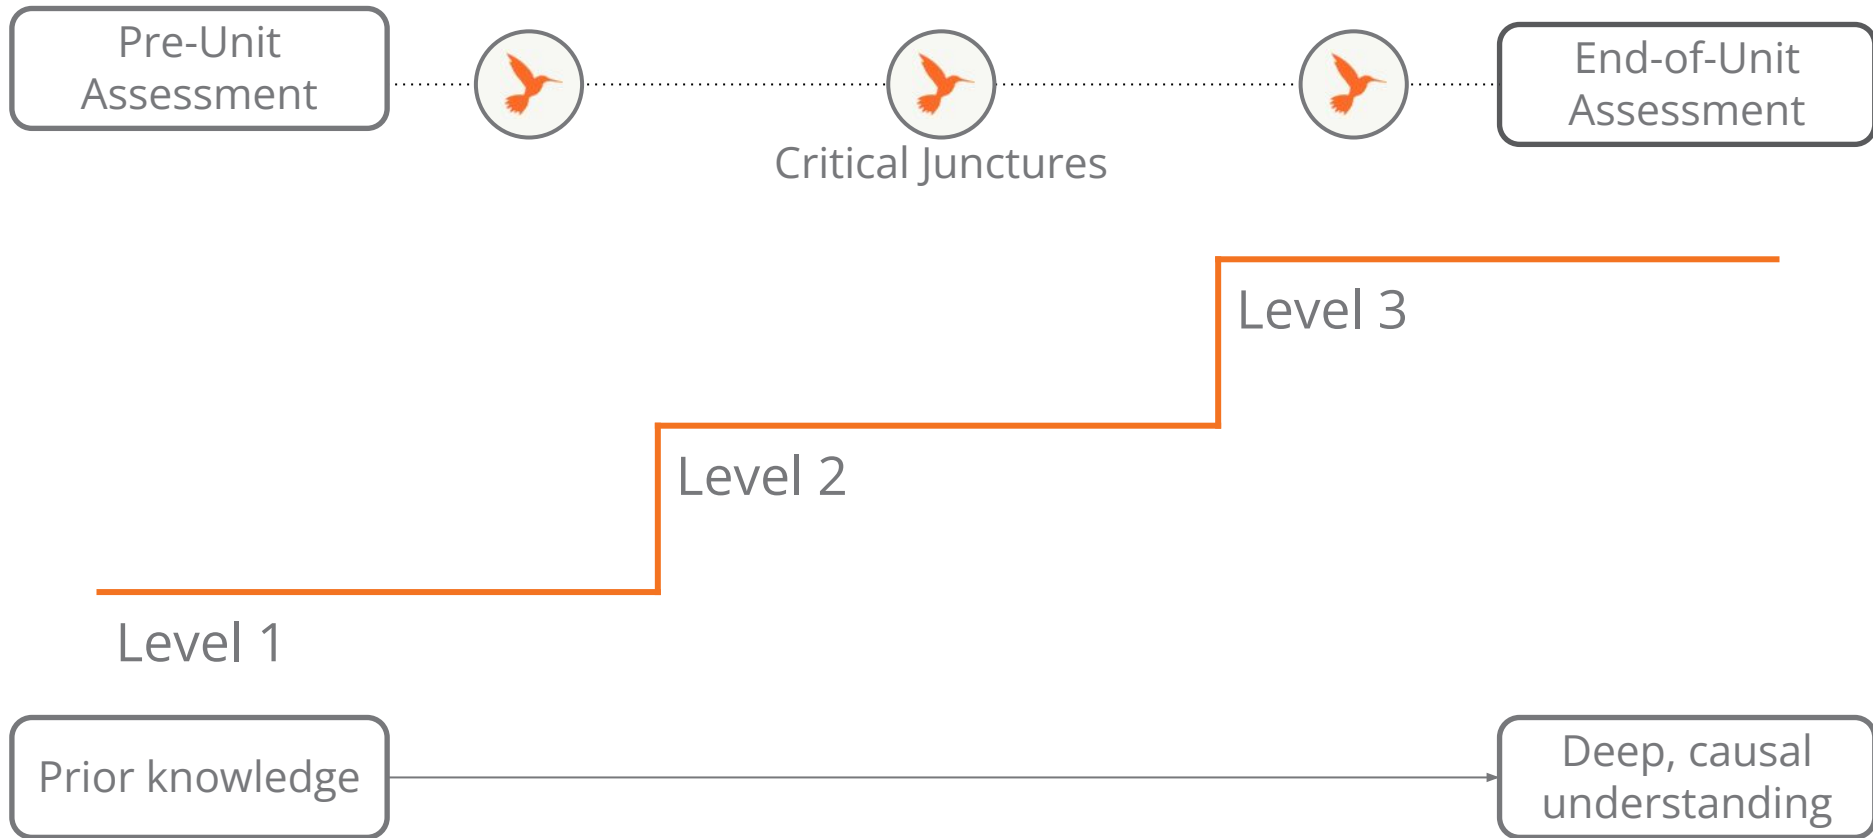 Pre-Unit
Assessment
End-of-Unit
Assessment
Critical Junctures
Level 3
Level 2
Level 1
Prior knowledge
Deep, causal
understanding